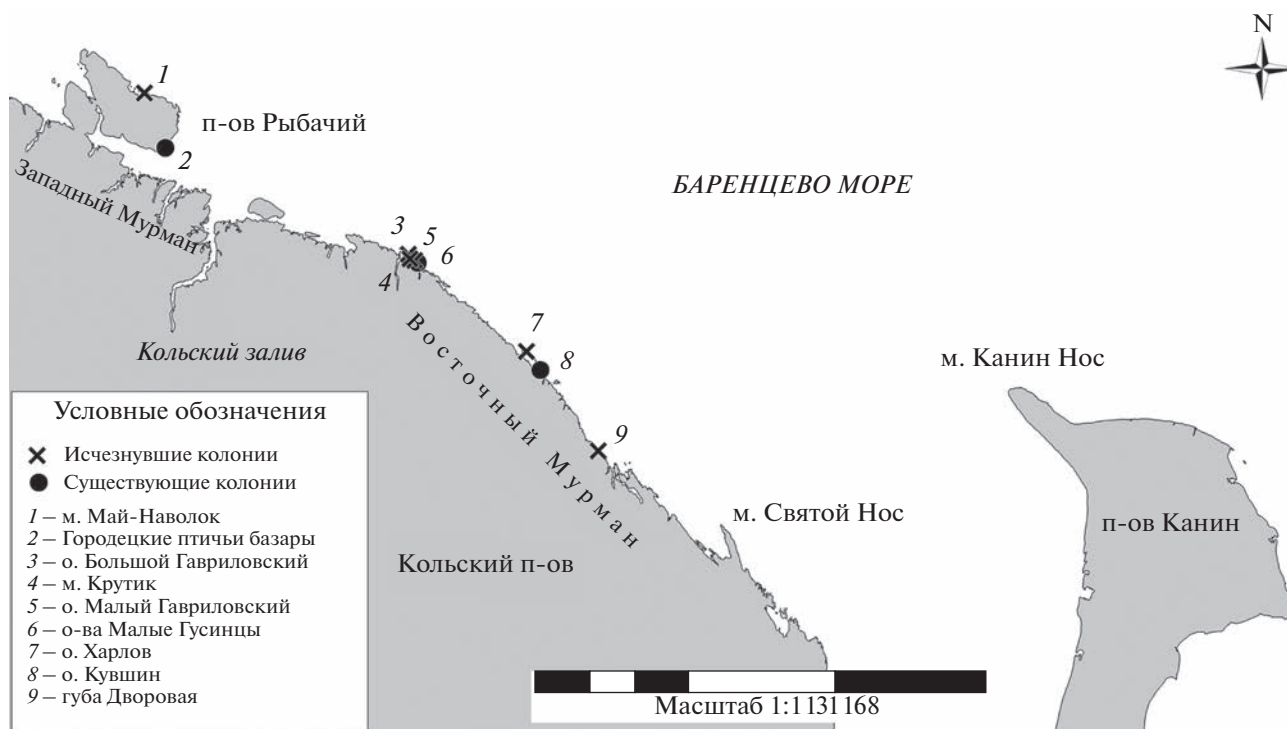 N
1
п-ов Рыбачий
2
Западный Мурман
БАРЕНЦЕВО МОРЕ
3 5
6
4
Кольский залив
Восточный Мурман
7
8
9
м. Канин Нос
м. Святой Нос
п-ов Канин
Кольский п-ов
Условные обозначения
Исчезнувшие колонии
Существующие колонии
1 – м. Май-Наволок
2 – Городецкие птичьи базары
3 – о. Большой Гавриловский
4 – м. Крутик
5 – о. Малый Гавриловский
6 – о-ва Малые Гусинцы
7 – о. Харлов
8 – о. Кувшин
9 – губа Дворовая
Масштаб 1:1 131 168